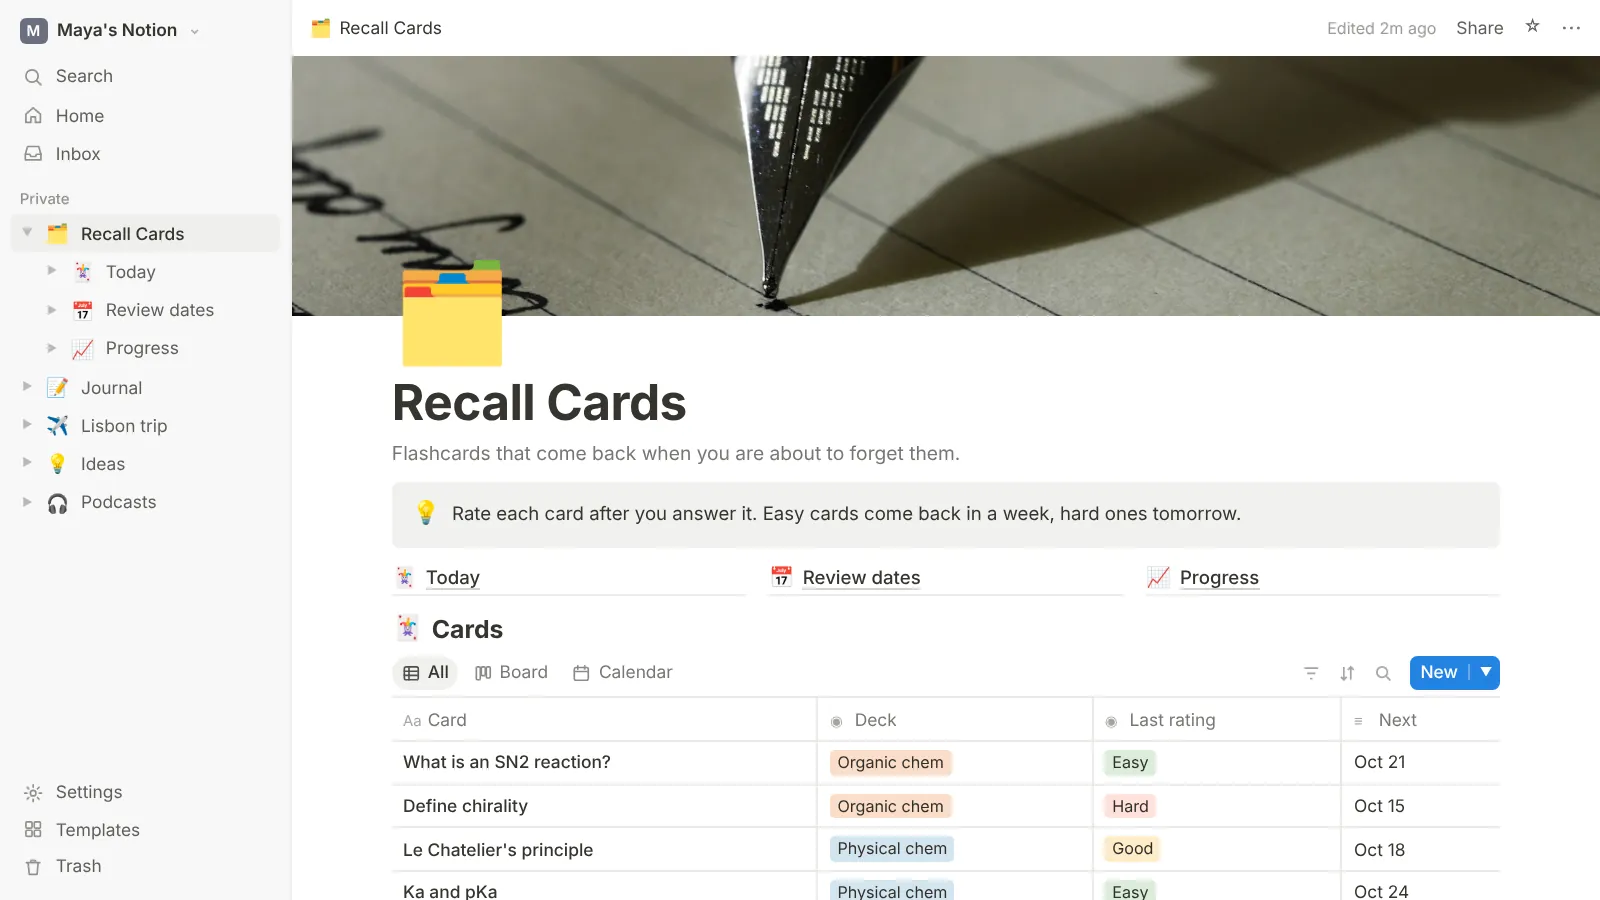 M Maya's Notion
Search
Home
Inbox
Private
Recall Cards
Today
Review dates
Progress
Journal
Lisbon trip
Ideas
Podcasts
Settings
Templates
Trash
Recall Cards
Edited 2m ago Share
Recall Cards
Flashcards that come back when you are about to forget them.
Rate each card after you answer it. Easy cards come back in a week, hard ones tomorrow.
Today Review dates Progress
Cards
All Board Calendar New
Aa Card Deck Last rating Next
What is an SN2 reaction? Organic chem Easy Oct 21
Define chirality Organic chem Hard Oct 15
Le Chatelier's principle Physical chem Good Oct 18
Ka and pKa Physical chem Easy Oct 24